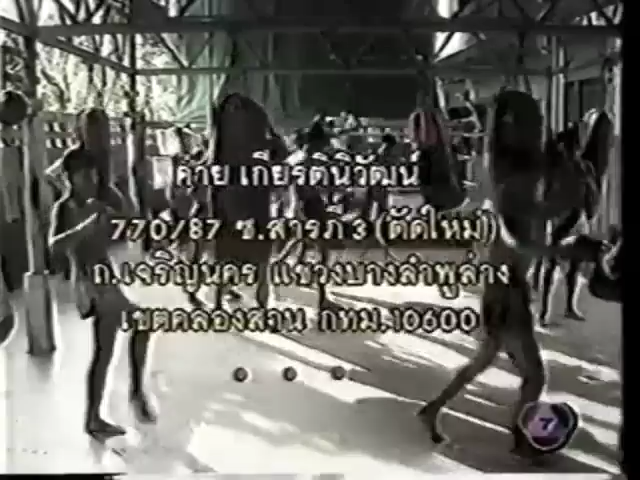 ค่าย เกียรตินิวัฒน์
770/87 ซ.สารภี 3 (ตัดใหม่)
ถ.เจริญนคร แขวงบางลำพูล่าง
เขตคลองสาน กทม.10600
• • •
7